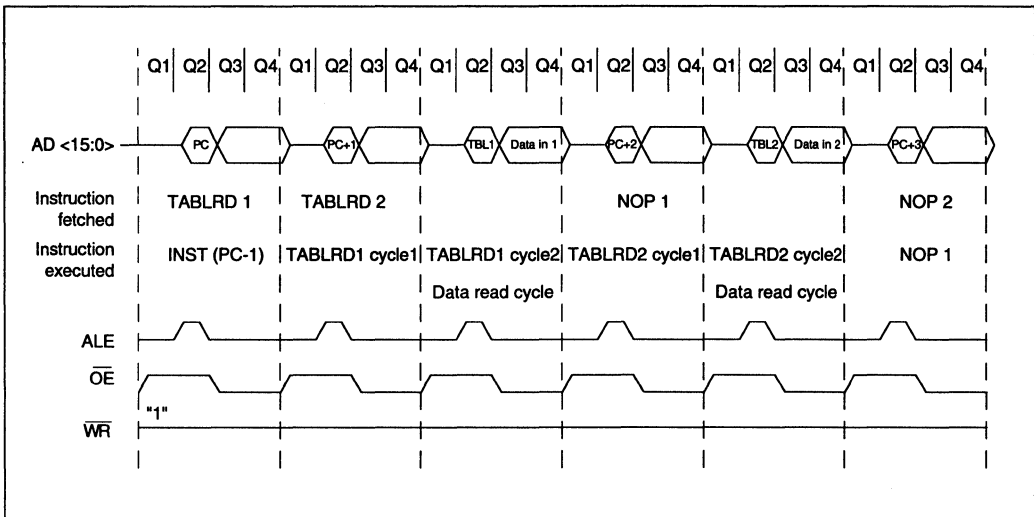 Q1 Q2 Q3 Q4 Q1 Q2 Q3 Q4 Q1 Q2 Q3 Q4 Q1 Q2 Q3 Q4 Q1 Q2 Q3 Q4 Q1 Q2 Q3 Q4
AD <15:0> PC PC+1 TBL1 Data in 1 PC+2 TBL2 Data in 2 PC+3
Instruction
fetched
TABLRD 1 TABLRD 2 NOP 1 NOP 2
Instruction
executed
INST (PC-1) TABLRD1 cycle1 TABLRD1 cycle2 TABLRD2 cycle1 TABLRD2 cycle2 NOP 1
Data read cycle Data read cycle
ALE
OE
"1"
WR